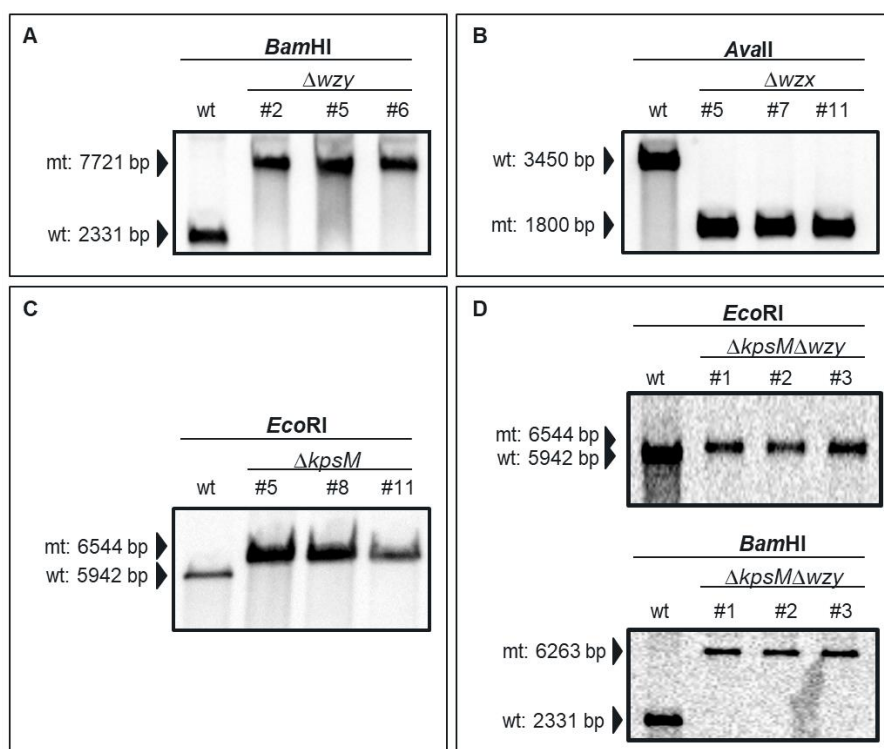 A
BamHI
Δwzy
wt #2 #5 #6
mt: 7721 bp
wt: 2331 bp
B
AvaII
Δwzx
wt #5 #7 #11
wt: 3450 bp
mt: 1800 bp
C
EcoRI
ΔkpsM
wt #5 #8 #11
mt: 6544 bp
wt: 5942 bp
D
EcoRI
ΔkpsMΔwzy
wt #1 #2 #3
mt: 6544 bp
wt: 5942 bp
BamHI
ΔkpsMΔwzy
wt #1 #2 #3
mt: 6263 bp
wt: 2331 bp